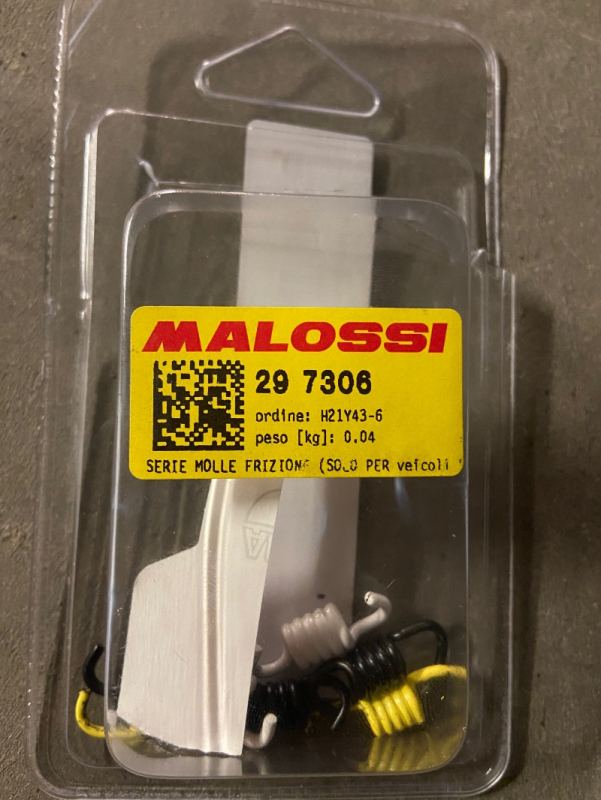 MALOSSI
29 7306
ordine: H21Y43-6
peso [kg]: 0.04
SERIE MOLLE FRIZIONE (SOLO PER veicoli